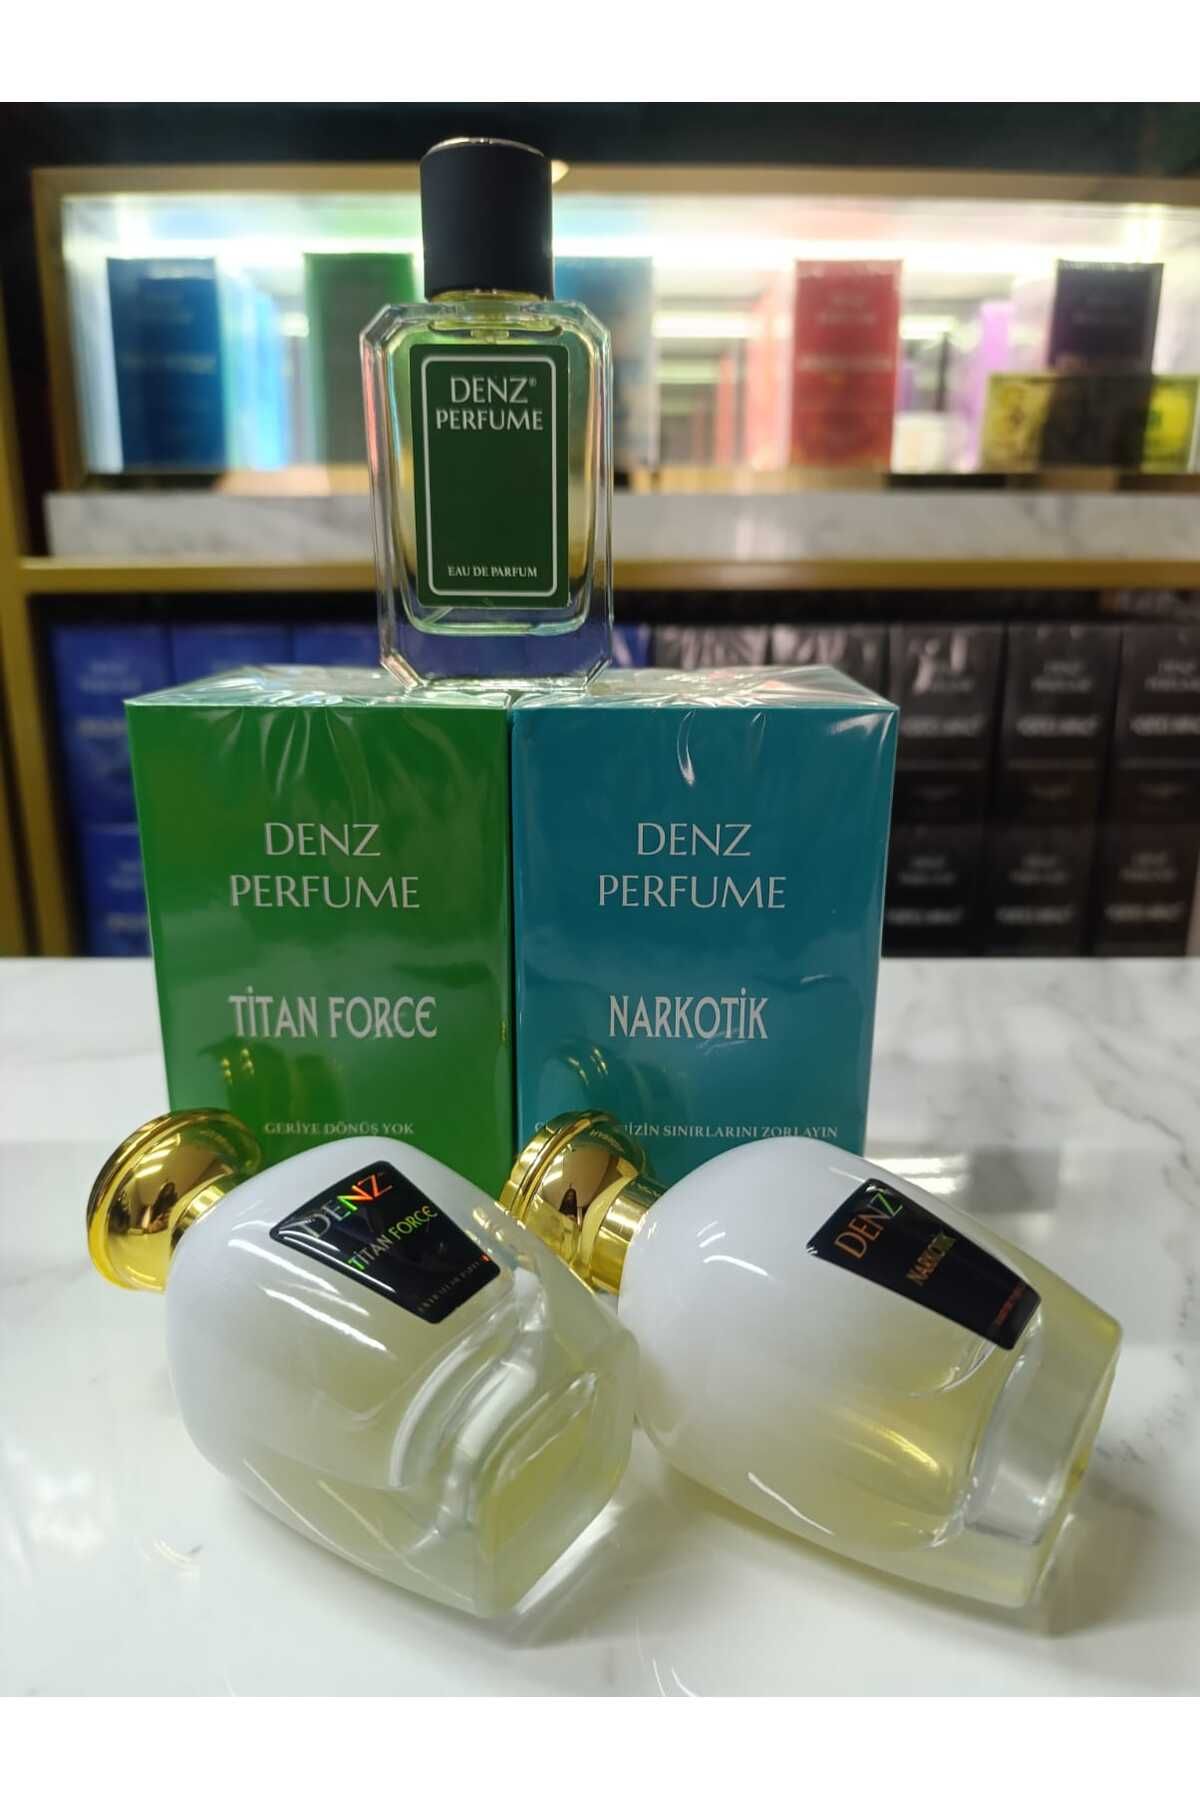 DENZ®
PERFUME
EAU DE PARFUM
DENZ
PERFUME
TİTAN FORCE
GERİYE DÖNÜŞ YOK
DENZ
PERFUME
NARKOTİK
SINIRLARINI ZORLAYIN
DENZ
TİTAN FORCE
DENZ
NARKOTİK